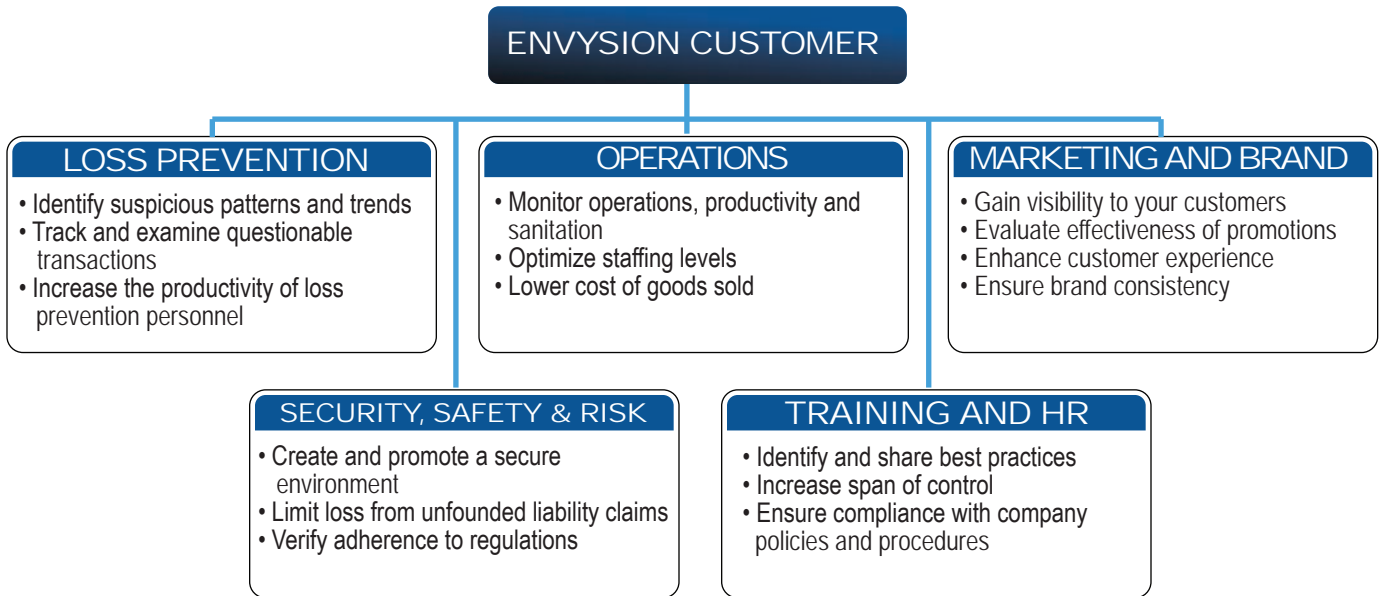 ENVYSION CUSTOMER
LOSS PREVENTION
• Identify suspicious patterns and trends
• Track and examine questionable
transactions
• Increase the productivity of loss
prevention personnel
OPERATIONS
• Monitor operations, productivity and
sanitation
• Optimize staffing levels
• Lower cost of goods sold
MARKETING AND BRAND
• Gain visibility to your customers
• Evaluate effectiveness of promotions
• Enhance customer experience
• Ensure brand consistency
SECURITY, SAFETY & RISK
• Create and promote a secure
environment
• Limit loss from unfounded liability claims
• Verify adherence to regulations
TRAINING AND HR
• Identify and share best practices
• Increase span of control
• Ensure compliance with company
policies and procedures